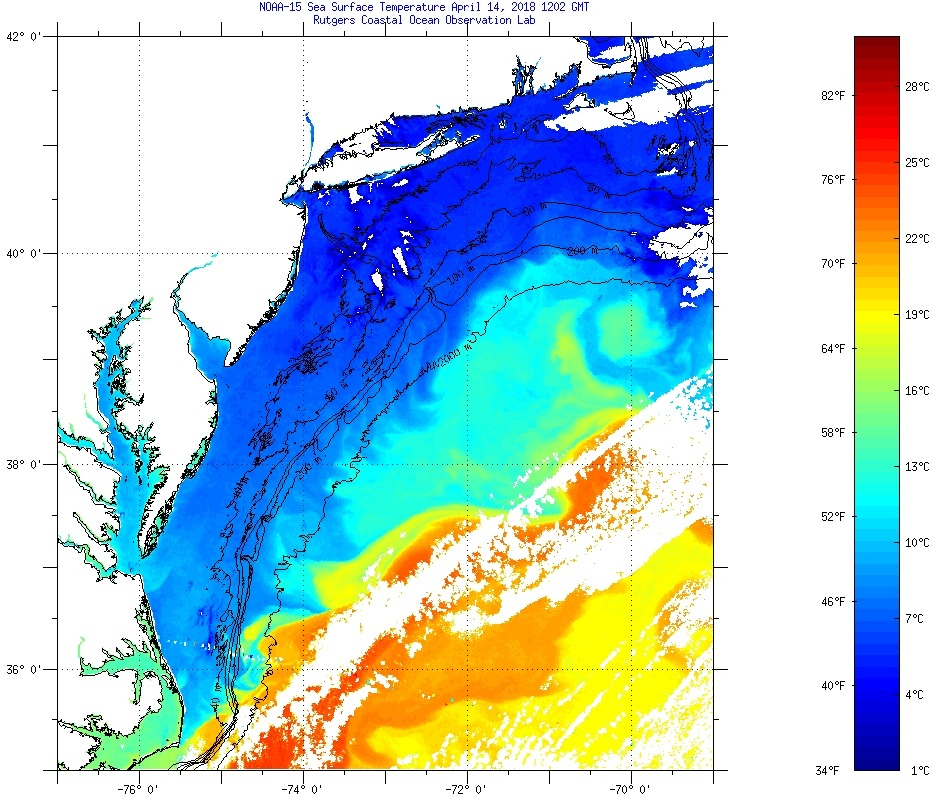 NOAA-15 Sea Surface Temperature April 14, 2018 1202 GMT
Rutgers Coastal Ocean Observation Lab
42° 0'
40° 0'
38° 0'
36° 0'
-76° 0'
-74° 0'
-72° 0'
-70° 0'
200 m
2000 m
82°F
76°F
70°F
64°F
58°F
52°F
46°F
40°F
34°F
28°C
25°C
22°C
19°C
16°C
13°C
10°C
7°C
4°C
1°C